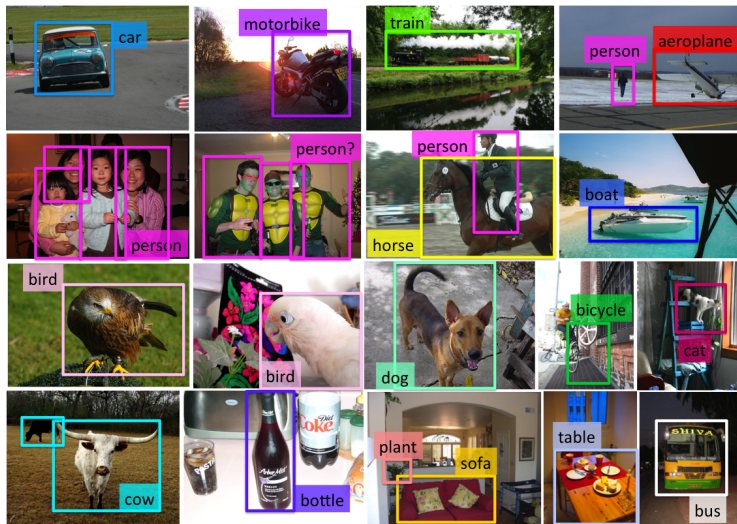 car
motorbike
train
person
aeroplane
person
person?
person
horse
boat
bird
bird
dog
bicycle
cat
cow
Diet
Coke
bottle
plant
sofa
table
SHIVA
bus